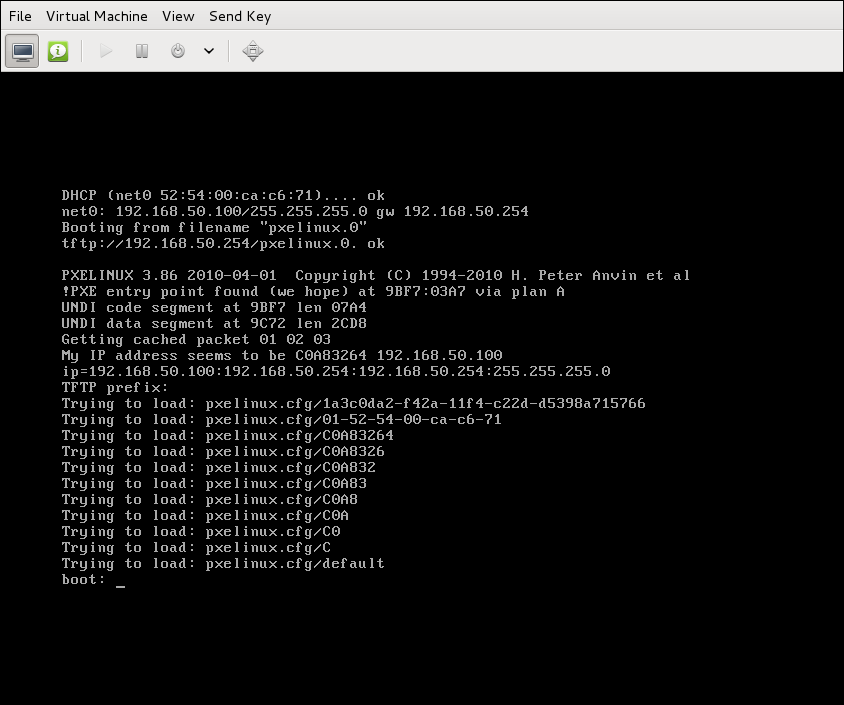 File Virtual Machine View Send Key
DHCP (net0 52:54:00:ca:c6:71).... ok
net0: 192.168.50.100/255.255.255.0 gw 192.168.50.254
Booting from filename "pxelinux.0"
tftp://192.168.50.254/pxelinux.0. ok
PXELINUX 3.86 2010-04-01  Copyright (C) 1994-2010 H. Peter Anvin et al
!PXE entry point found (we hope) at 9BF7:03A7 via plan A
UNDI code segment at 9BF7 len 07A4
UNDI data segment at 9C72 len 2CD8
Getting cached packet 01 02 03
My IP address seems to be C0A83264 192.168.50.100
ip=192.168.50.100:192.168.50.254:192.168.50.254:255.255.255.0
TFTP prefix:
Trying to load: pxelinux.cfg/1a3c0da2-f42a-11f4-c22d-d5398a715766
Trying to load: pxelinux.cfg/01-52-54-00-ca-c6-71
Trying to load: pxelinux.cfg/C0A83264
Trying to load: pxelinux.cfg/C0A8326
Trying to load: pxelinux.cfg/C0A832
Trying to load: pxelinux.cfg/C0A83
Trying to load: pxelinux.cfg/C0A8
Trying to load: pxelinux.cfg/C0A
Trying to load: pxelinux.cfg/C0
Trying to load: pxelinux.cfg/C
Trying to load: pxelinux.cfg/default
boot: _